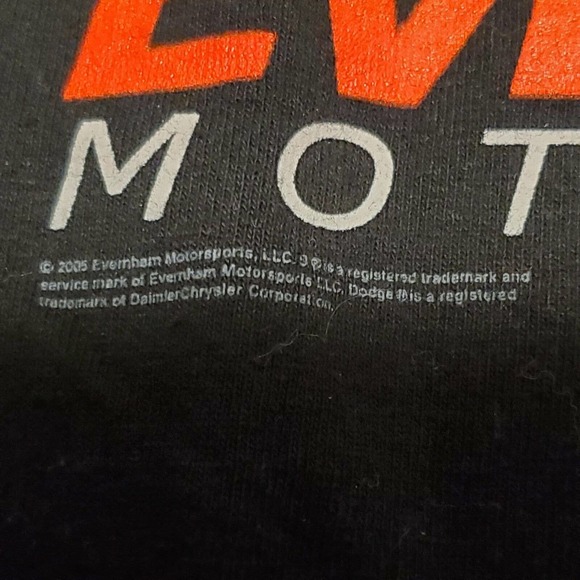 EVE
MOT
© 2005 Evernham Motorsports, LLC. 9 ® is a registered trademark and
service mark of Evernham Motorsports LLC. Dodge ® is a registered
trademark of DaimlerChrysler Corporation.